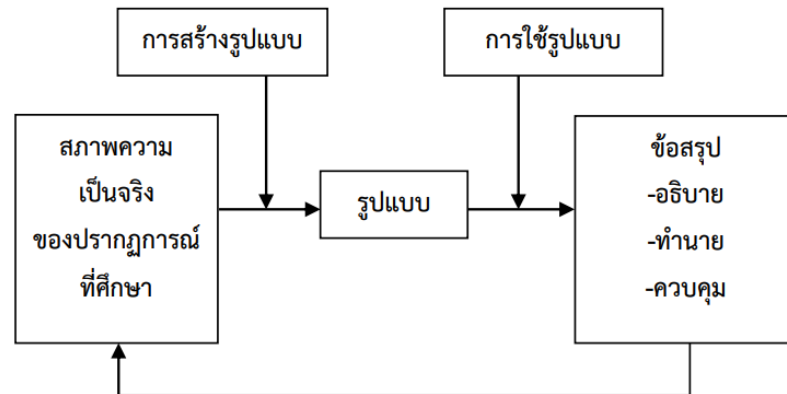 การสร้างรูปแบบ
การใช้รูปแบบ
สภาพความ
เป็นจริง
ของปรากฏการณ์
ที่ศึกษา
รูปแบบ
ข้อสรุป
-อธิบาย
-ทำนาย
-ควบคุม